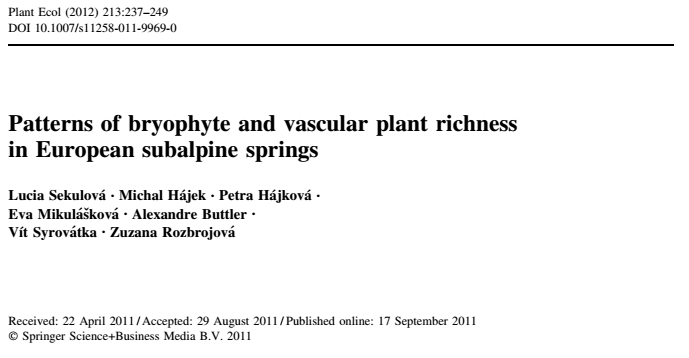 Plant Ecol (2012) 213:237–249
DOI 10.1007/s11258-011-9969-0
Patterns of bryophyte and vascular plant richness
in European subalpine springs
Lucia Sekulová · Michal Hájek · Petra Hájková ·
Eva Mikulášková · Alexandre Buttler ·
Vít Syrovátka · Zuzana Rozbrojová
Received: 22 April 2011 / Accepted: 29 August 2011 / Published online: 17 September 2011
© Springer Science+Business Media B.V. 2011